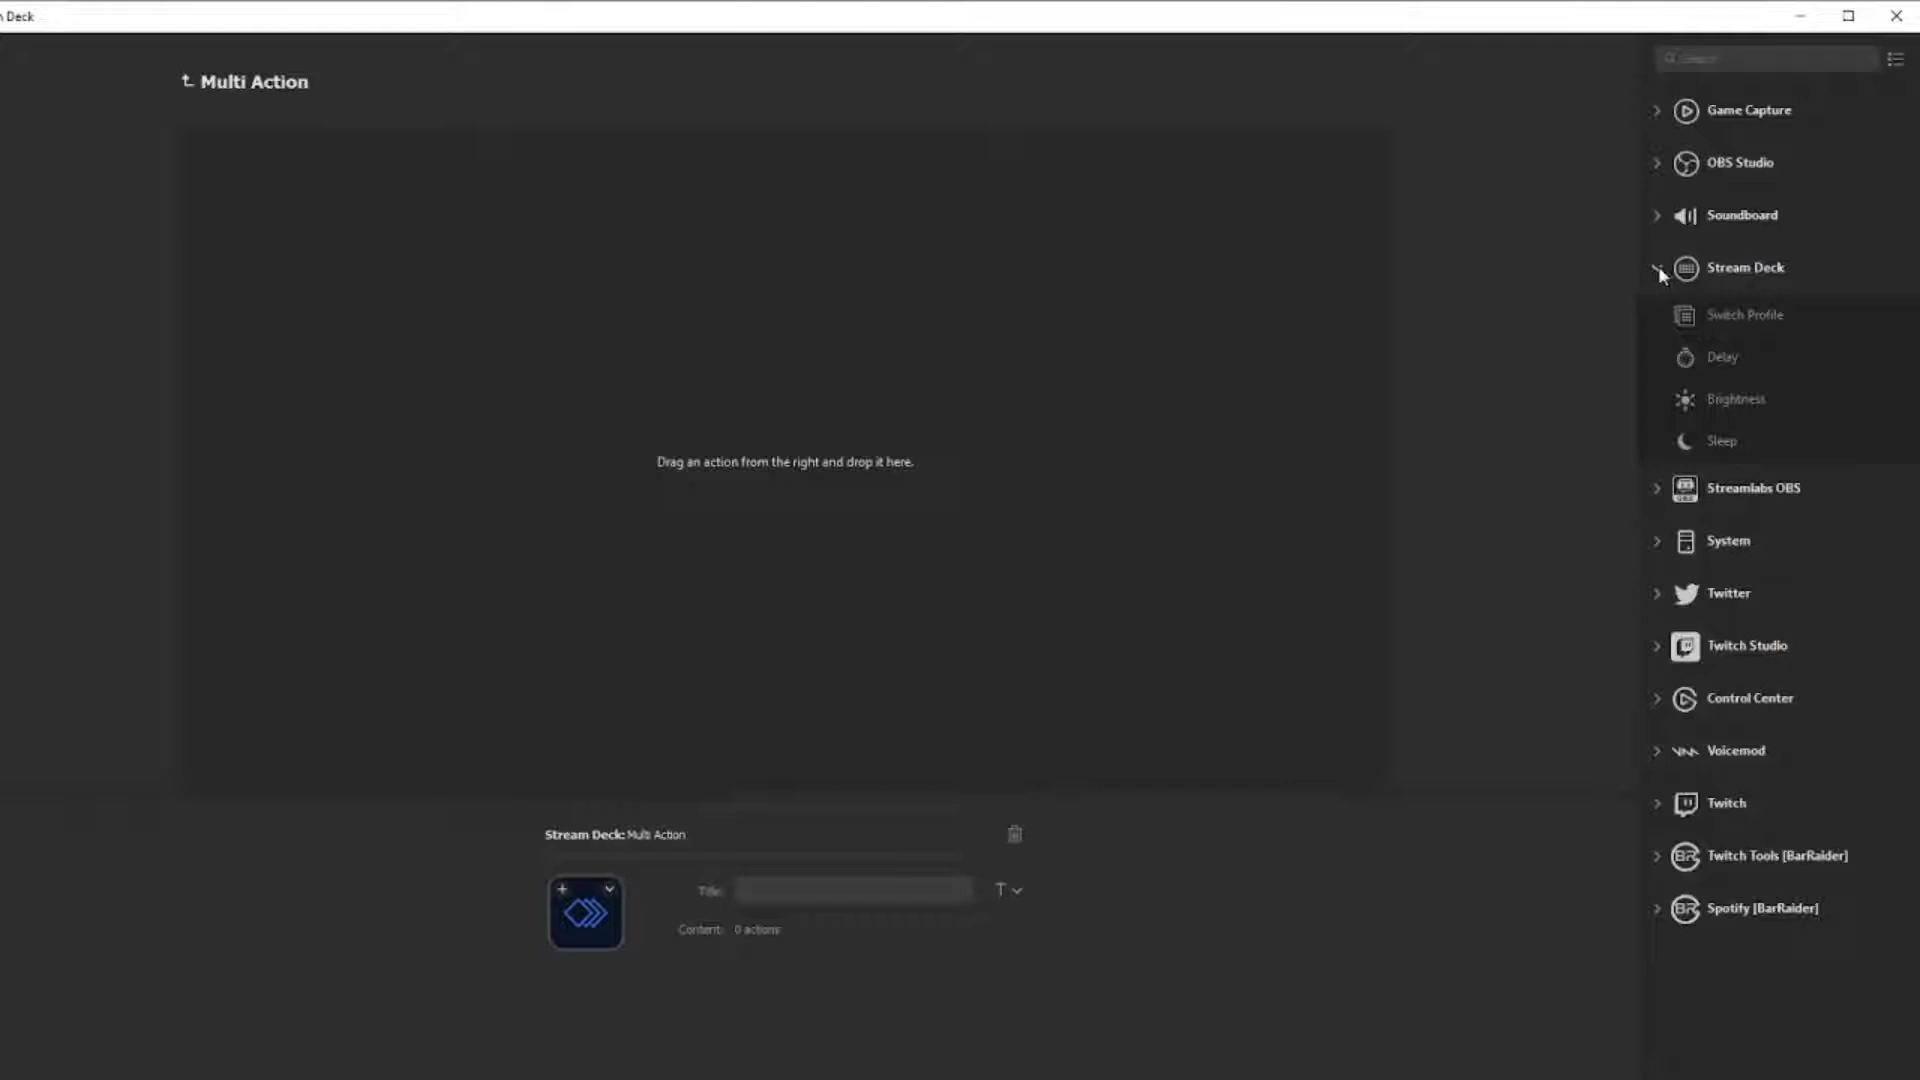 Deck
Multi Action
Search
Game Capture
OBS Studio
Soundboard
Stream Deck
Switch Profile
Delay
Brightness
Sleep
Drag an action from the right and drop it here.
Streamlabs OBS
System
Twitter
Twitch Studio
Control Center
Voicemod
Twitch
Twitch Tools [BarRaider]
Spotify [BarRaider]
Stream Deck: Multi Action
Title:
T
Content: 0 actions